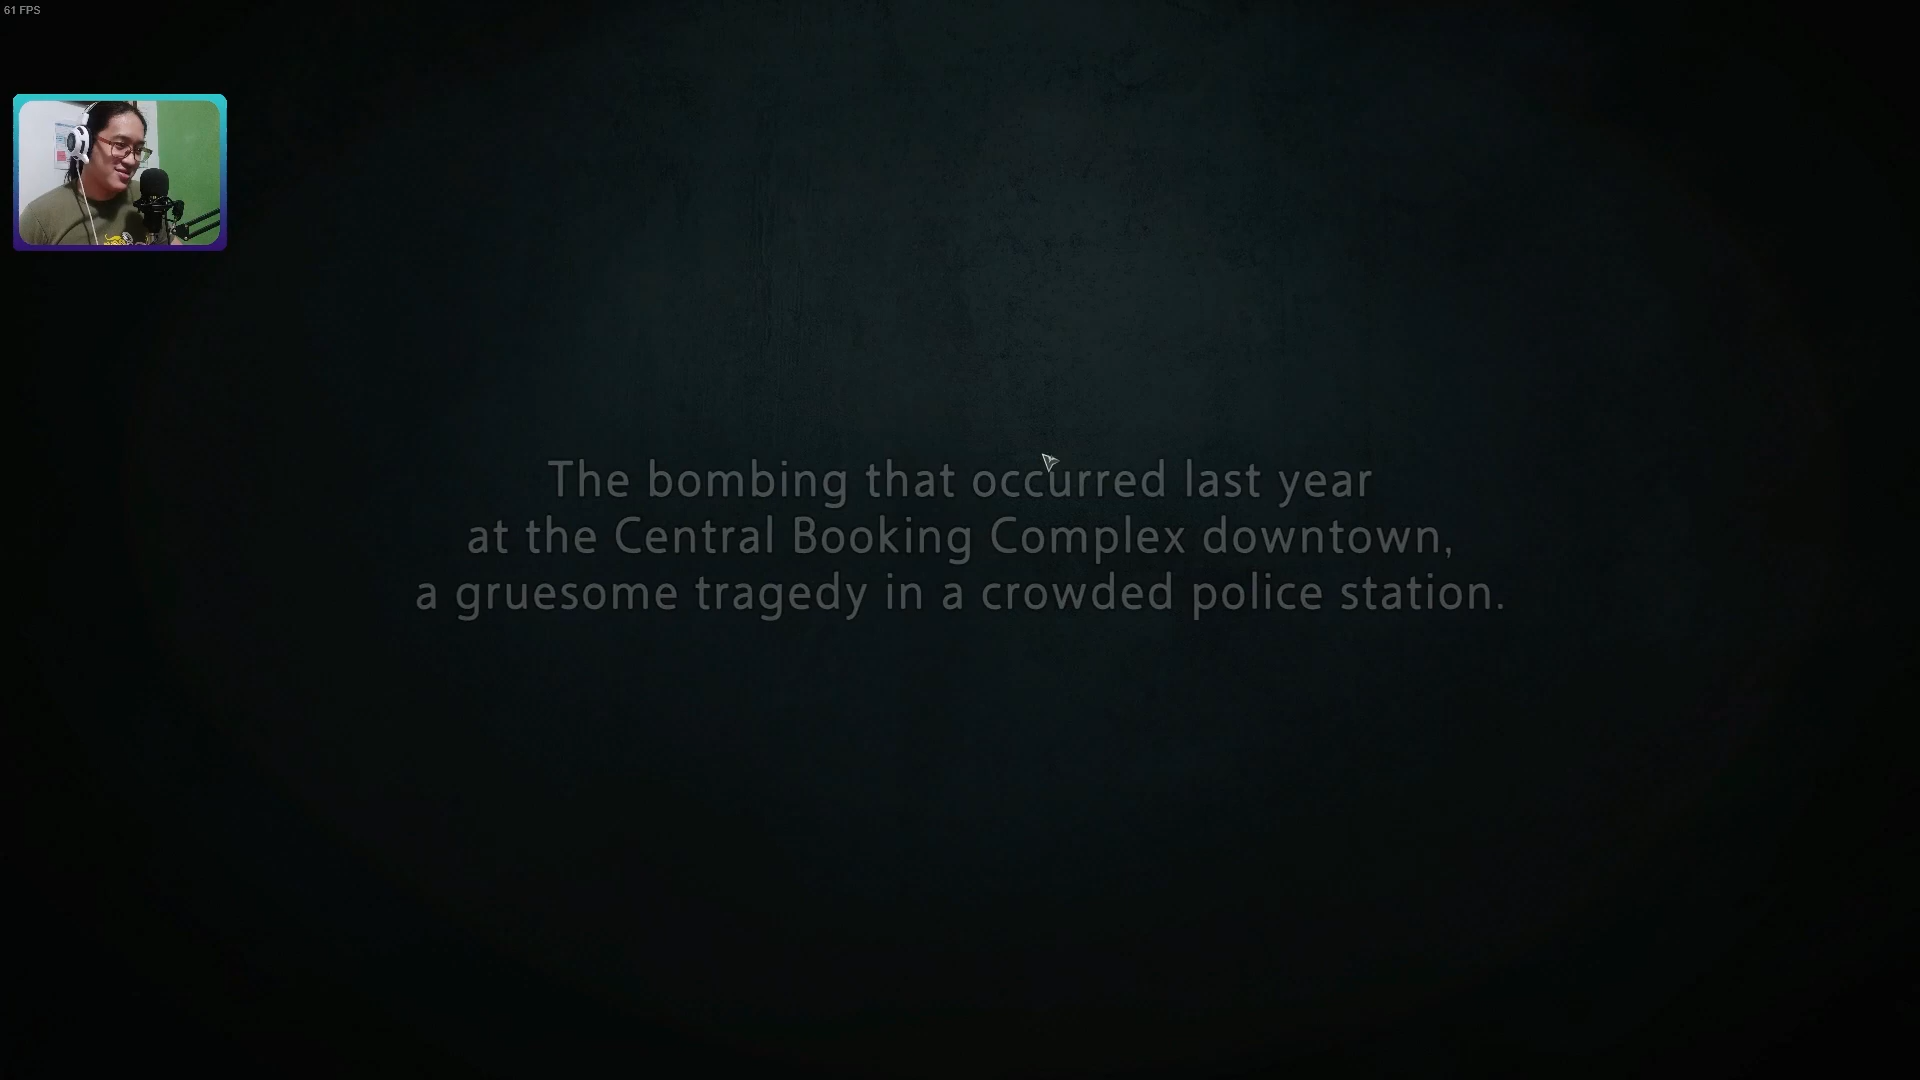 61 FPS
The bombing that occurred last year
at the Central Booking Complex downtown,
a gruesome tragedy in a crowded police station.